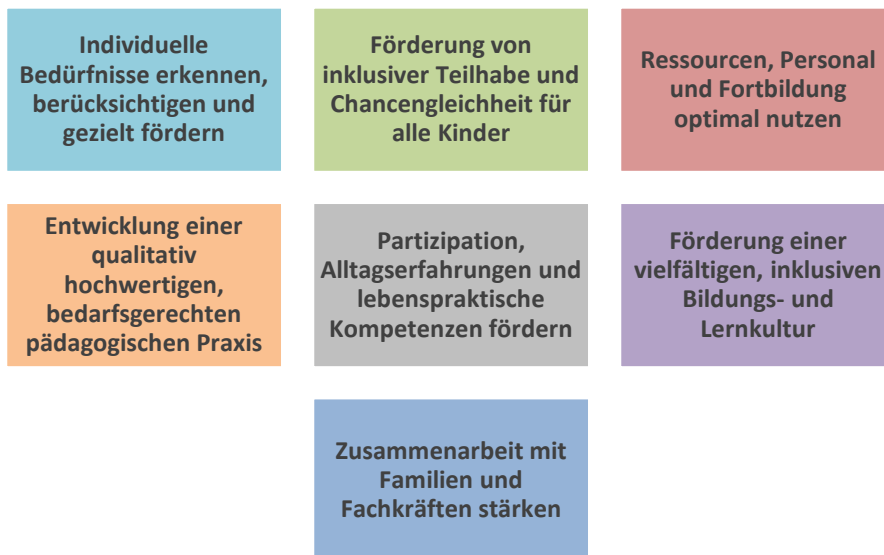 Individuelle
Bedürfnisse erkennen,
berücksichtigen und
gezielt fördern
Förderung von
inklusiver Teilhabe und
Chancengleichheit für
alle Kinder
Ressourcen, Personal
und Fortbildung
optimal nutzen
Entwicklung einer
qualitativ
hochwertigen,
bedarfsgerechten
pädagogischen Praxis
Partizipation,
Alltagserfahrungen und
lebenspraktische
Kompetenzen fördern
Förderung einer
vielfältigen, inklusiven
Bildungs- und
Lernkultur
Zusammenarbeit mit
Familien und
Fachkräften stärken